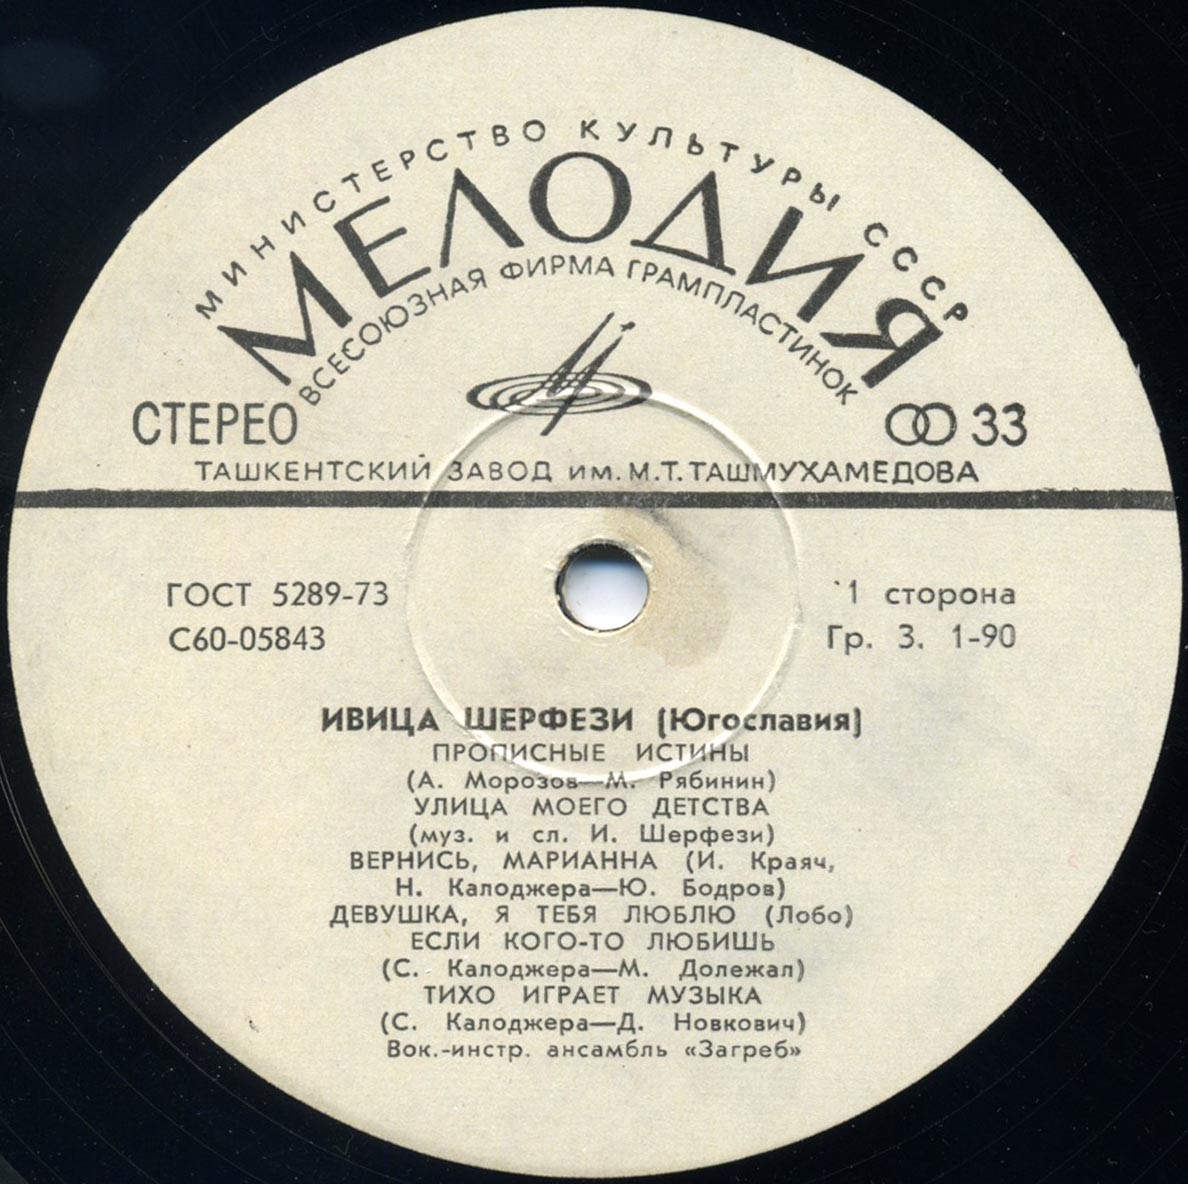 МИНИСТЕРСТВО КУЛЬТУРЫ СССР
МЕЛОДИЯ
ВСЕСОЮЗНАЯ ФИРМА ГРАМПЛАСТИНОК
СТЕРЕО
33
ТАШКЕНТСКИЙ ЗАВОД им. М.Т. ТАШМУХАМЕДОВА
ГОСТ 5289-73
1 сторона
С60-05843
Гр. 3. 1-90
ИВИЦА ШЕРФЕЗИ (Югославия)
ПРОПИСНЫЕ ИСТИНЫ
(А. Морозов—М. Рябинин)
УЛИЦА МОЕГО ДЕТСТВА
(муз. и сл. И. Шерфези)
ВЕРНИСЬ, МАРИАННА (И. Краяч,
Н. Калоджера—Ю. Бодров)
ДЕВУШКА, Я ТЕБЯ ЛЮБЛЮ (Лобо)
ЕСЛИ КОГО-ТО ЛЮБИШЬ
(С. Калоджера—М. Долежал)
ТИХО ИГРАЕТ МУЗЫКА
(С. Калоджера—Д. Новкович)
Вок.-инстр. ансамбль «Загреб»